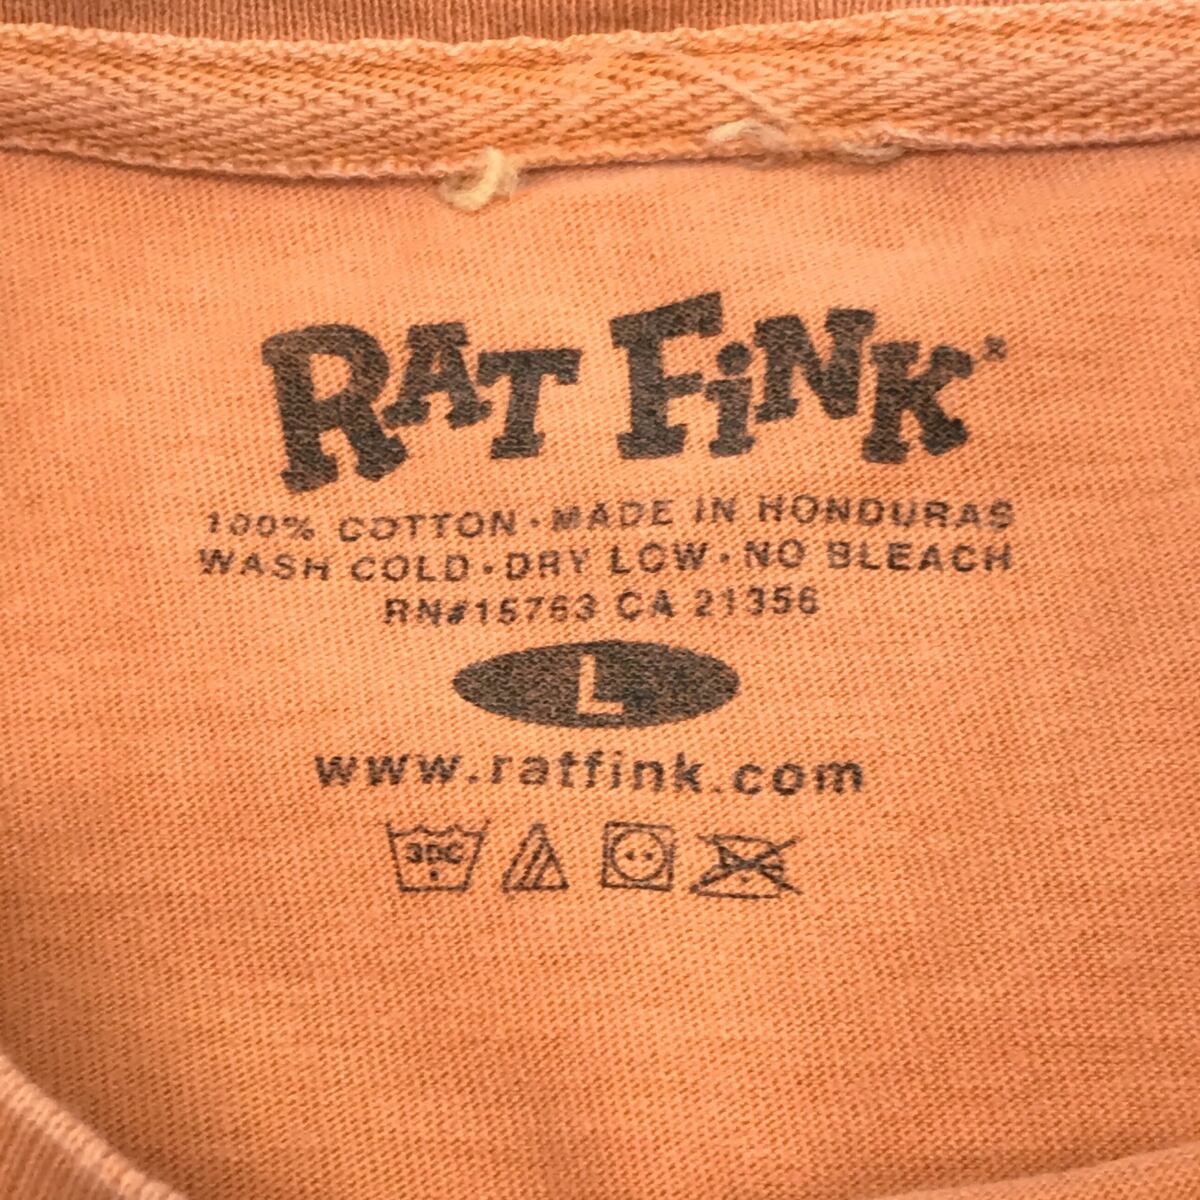 RAT FiNK®
100% COTTON · MADE IN HONDURAS
WASH COLD · DRY LOW · NO BLEACH
RN#15763 CA 21356
L
www.ratfink.com
30C